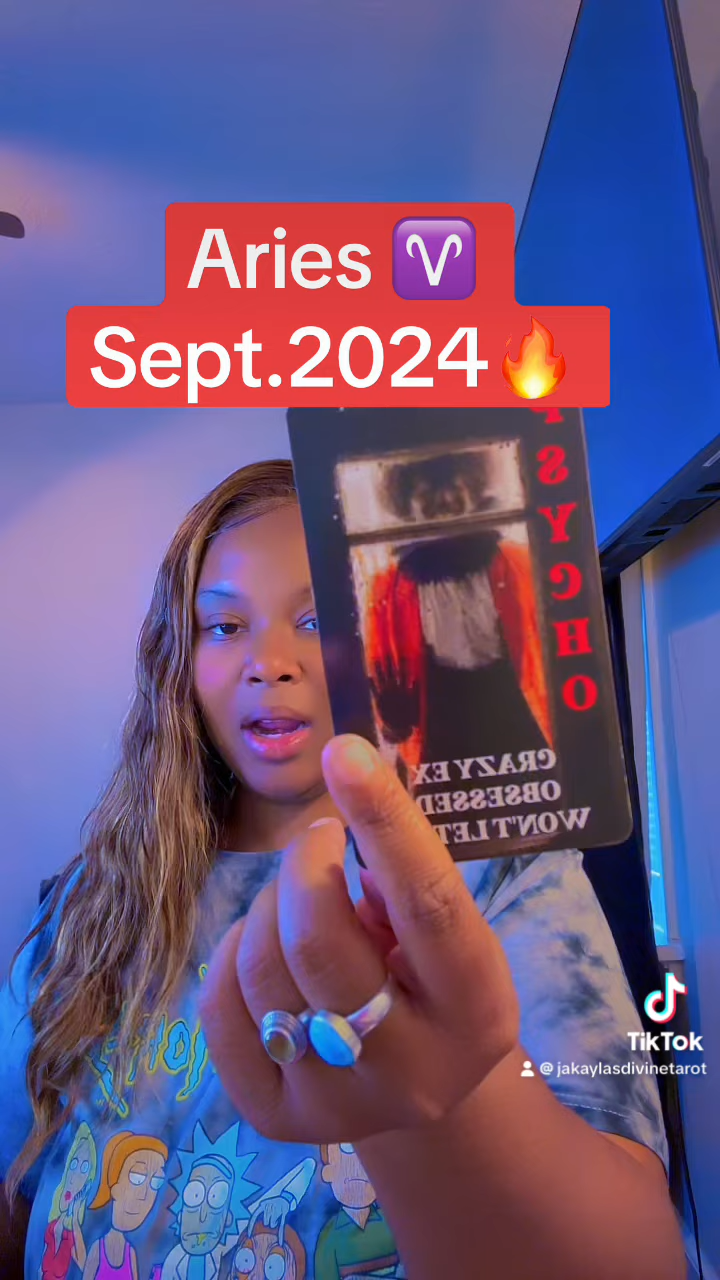 Aries ♈
Sept.2024🔥
PSYCHO
CRAZY EX
OBSESSED
WON'T LET
TikTok
@jakaylasdivinetarot